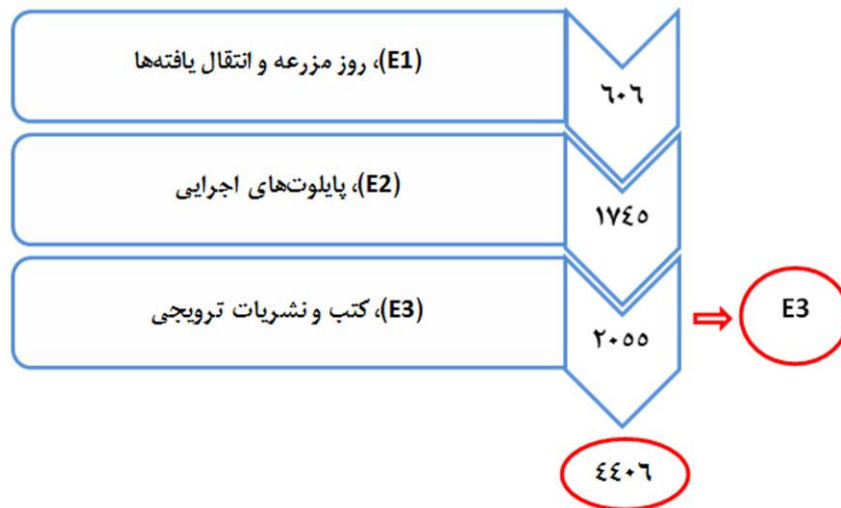 (E1)، روز مزرعه و انتقال یافته‌ها
٦٠٦
(E2)، پایلوت‌های اجرایی
١٧٤٥
(E3)، کتب و نشریات ترویجی
٢٠٥٥
E3
٤٤٠٦